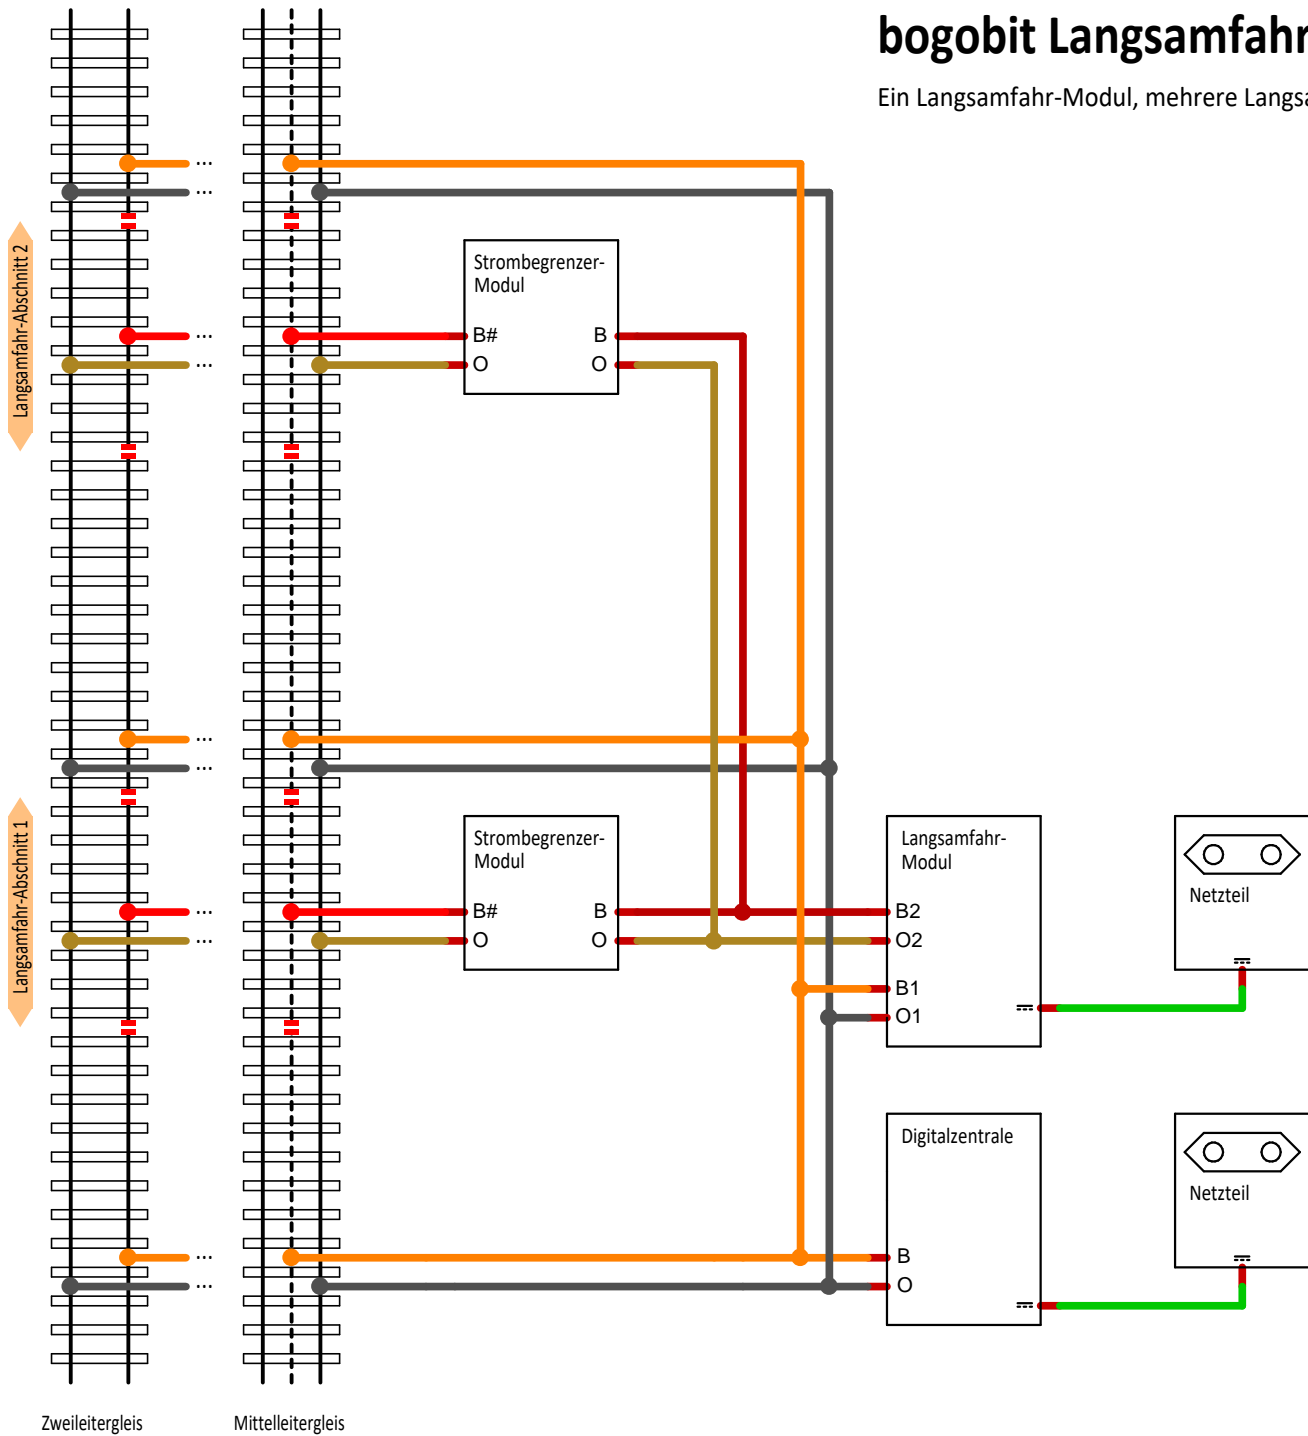 bogobit Langsamfahr
Ein Langsamfahr-Modul, mehrere Langsa
...
...
Langsamfahr-Abschnitt 2
Strombegrenzer-
Modul
... B# B
... O O
...
...
Langsamfahr-Abschnitt 1
Strombegrenzer-
Modul
Langsamfahr-
Modul
Netzteil
... B# B B2
... O O O2
B1
O1
Digitalzentrale
Netzteil
... B
... O
Zweileitergleis Mittelleitergleis